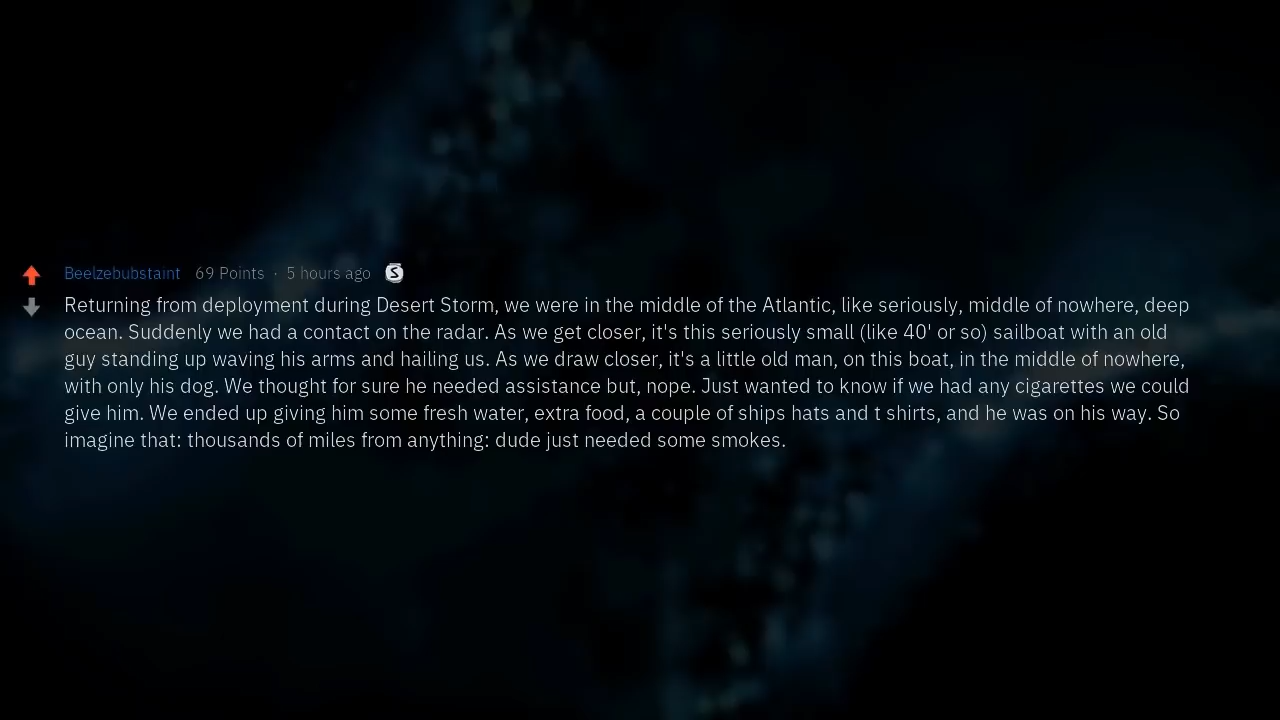 Beelzebubstaint 69 Points · 5 hours ago S
Returning from deployment during Desert Storm, we were in the middle of the Atlantic, like seriously, middle of nowhere, deep
ocean. Suddenly we had a contact on the radar. As we get closer, it's this seriously small (like 40' or so) sailboat with an old
guy standing up waving his arms and hailing us. As we draw closer, it's a little old man, on this boat, in the middle of nowhere,
with only his dog. We thought for sure he needed assistance but, nope. Just wanted to know if we had any cigarettes we could
give him. We ended up giving him some fresh water, extra food, a couple of ships hats and t shirts, and he was on his way. So
imagine that: thousands of miles from anything: dude just needed some smokes.